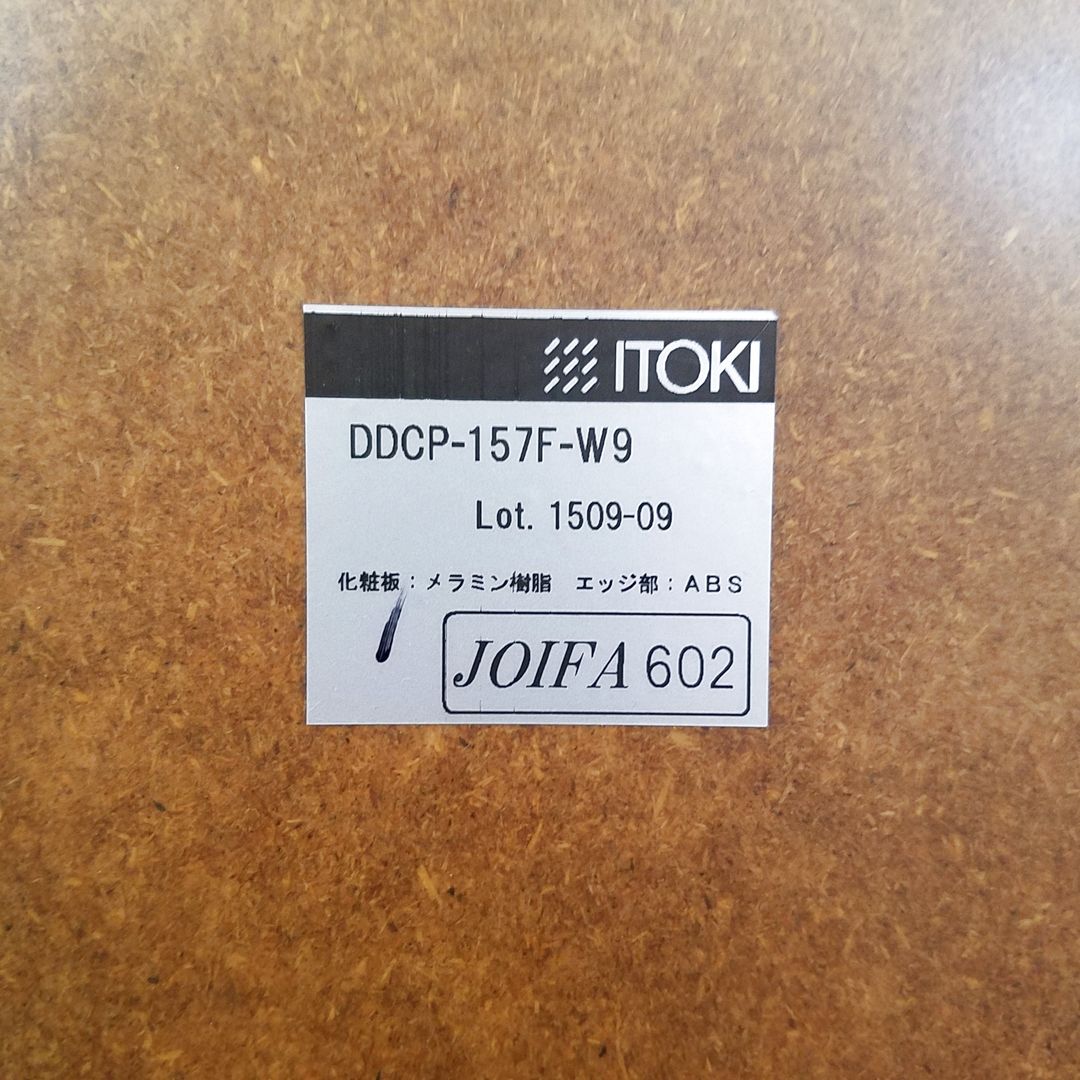 ITOKI
DDCP-157F-W9
Lot. 1509-09
化粧板：メラミン樹脂　エッジ部：ＡＢＳ
JOIFA 602